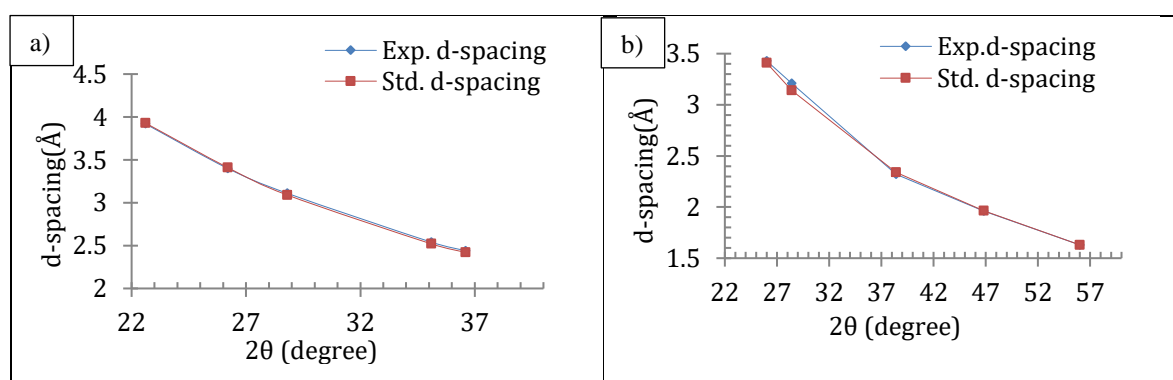 a)
Exp. d-spacing
Std. d-spacing
4.5
4
3.5
3
2.5
2
d-spacing(Å)
22 27 32 37
2θ (degree)
b)
Exp.d-spacing
Std. d-spacing
3.5
3
2.5
2
1.5
d-spacing(Å)
22 27 32 37 42 47 52 57
2θ (degree)